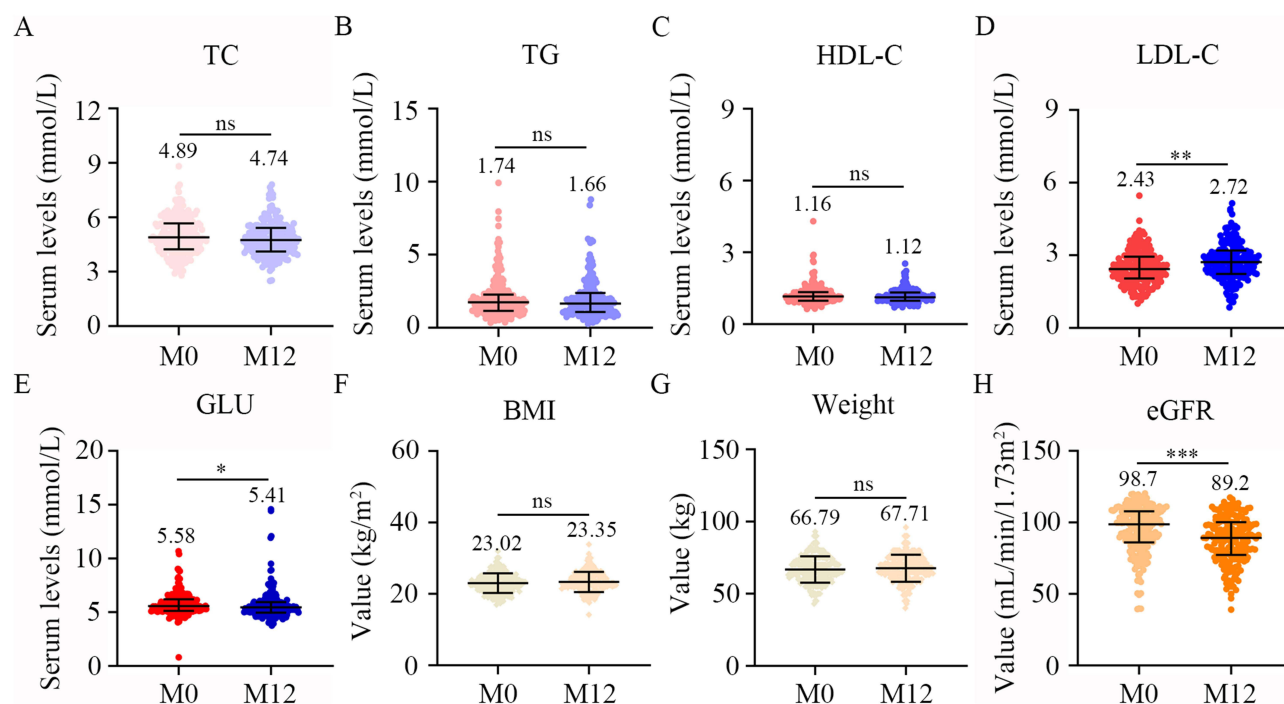 A
TC
Serum levels (mmol/L)
12
9
6
3
0
ns
4.89
4.74
M0
M12
B
TG
Serum levels (mmol/L)
15
10
5
0
ns
1.74
1.66
M0
M12
C
HDL-C
Serum levels (mmol/L)
9
6
3
0
ns
1.16
1.12
M0
M12
D
LDL-C
Serum levels (mmol/L)
9
6
3
0
**
2.43
2.72
M0
M12
E
GLU
Serum levels (mmol/L)
20
15
10
5
0
*
5.58
5.41
M0
M12
F
BMI
Value (kg/m²)
60
40
20
0
ns
23.02
23.35
M0
M12
G
Weight
Value (kg)
150
100
50
0
ns
66.79
67.71
M0
M12
H
eGFR
Value (mL/min/1.73m²)
150
100
50
0
***
98.7
89.2
M0
M12